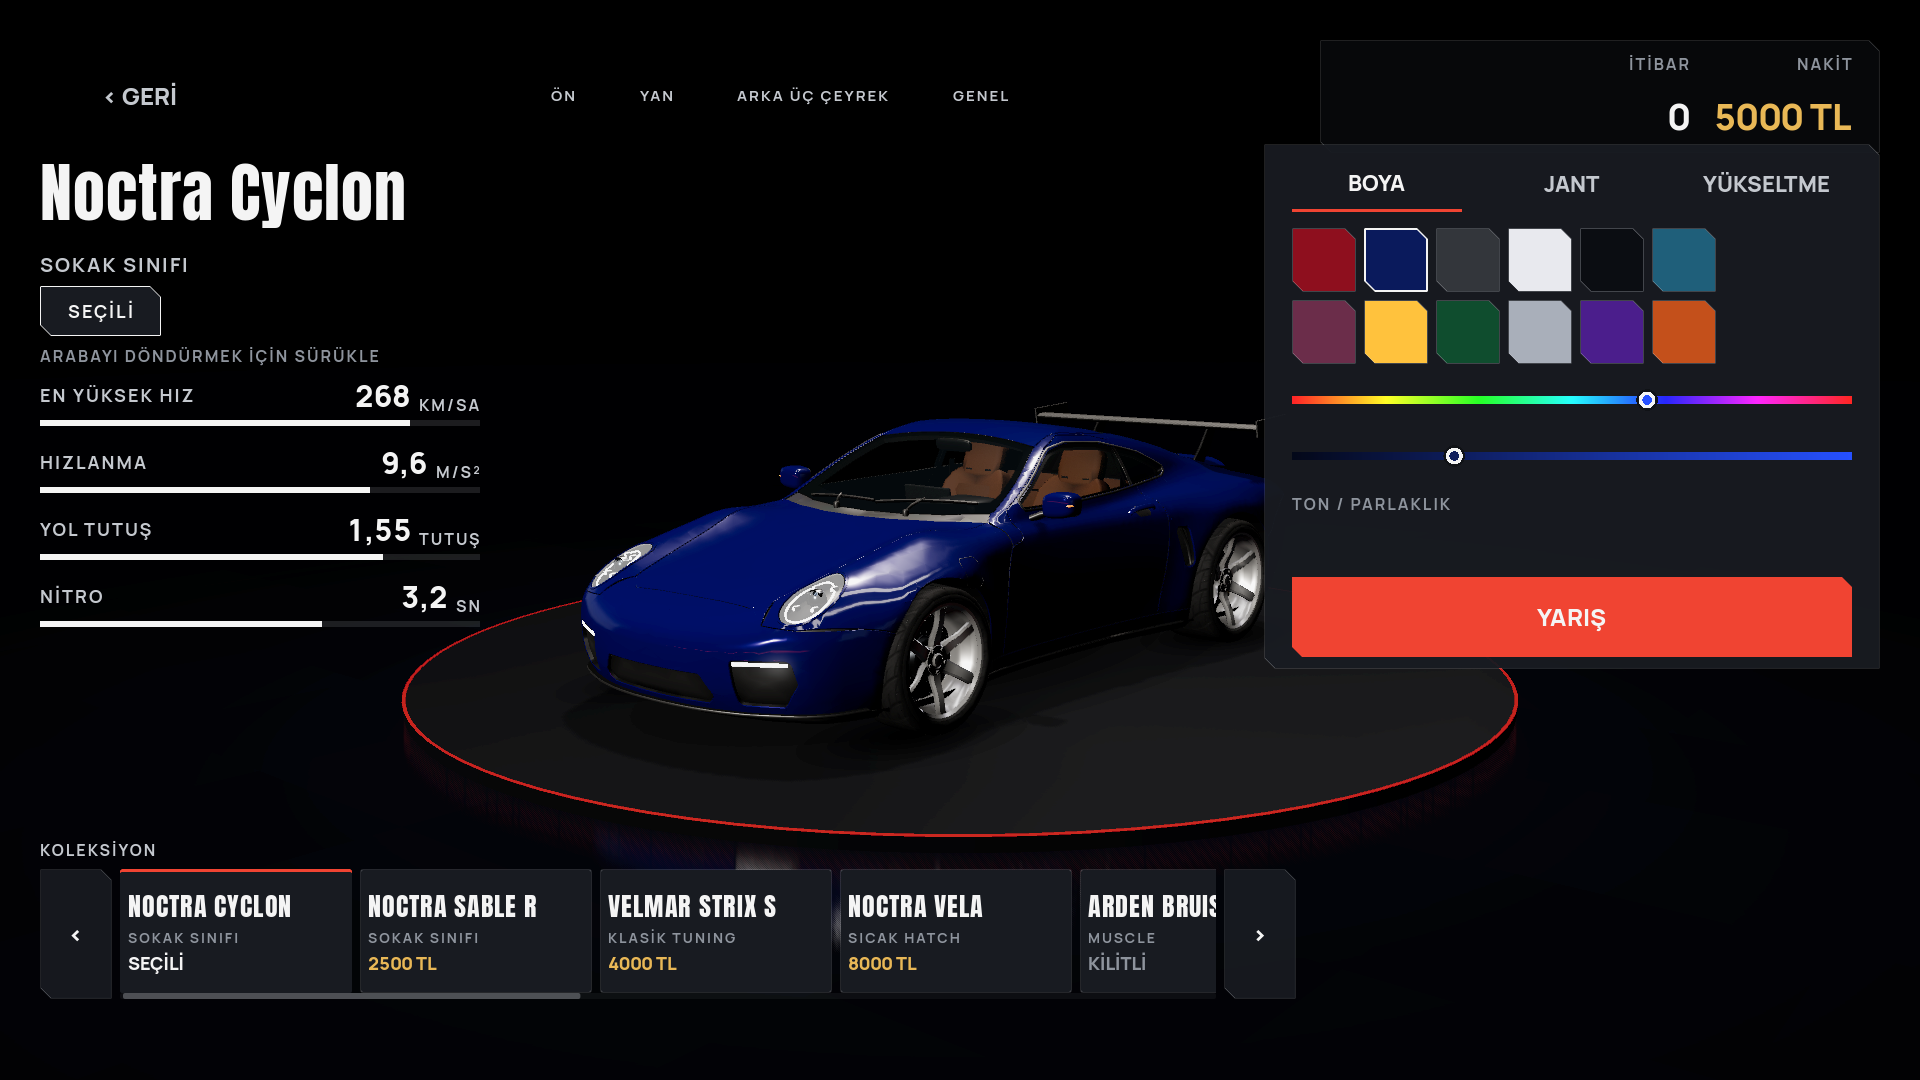 ‹ GERİ
ÖN YAN ARKA ÜÇ ÇEYREK GENEL
İTİBAR NAKİT
0 5000 TL
Noctra Cyclon
SOKAK SINIFI
SEÇİLİ
ARABAYI DÖNDÜRMEK İÇİN SÜRÜKLE
EN YÜKSEK HIZ 268 KM/SA
HIZLANMA 9,6 M/S²
YOL TUTUŞ 1,55 TUTUŞ
NİTRO 3,2 SN
BOYA JANT YÜKSELTME
TON / PARLAKLIK
YARIŞ
KOLEKSİYON
NOCTRA CYCLON
SOKAK SINIFI
SEÇİLİ
NOCTRA SABLE R
SOKAK SINIFI
2500 TL
VELMAR STRIX S
KLASİK TUNING
4000 TL
NOCTRA VELA
SICAK HATCH
8000 TL
ARDEN BRUIS
MUSCLE
KİLİTLİ